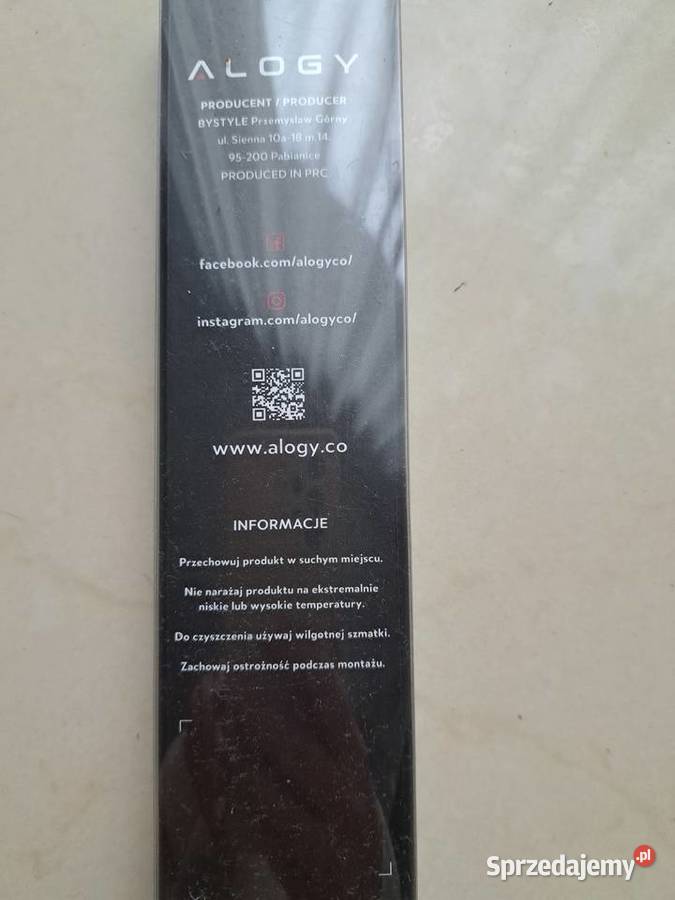 ALOGY
PRODUCENT / PRODUCER
BYSTYLE Przemysław Górny
ul. Sienna 10a-18 m 14.
95-200 Pabianice
PRODUCED IN PRC
facebook.com/alogyco/
instagram.com/alogyco/
www.alogy.co
INFORMACJE
Przechowuj produkt w suchym miejscu.
Nie narażaj produktu na ekstremalnie
niskie lub wysokie temperatury.
Do czyszczenia używaj wilgotnej szmatki.
Zachowaj ostrożność podczas montażu.
Sprzedajemy.pl